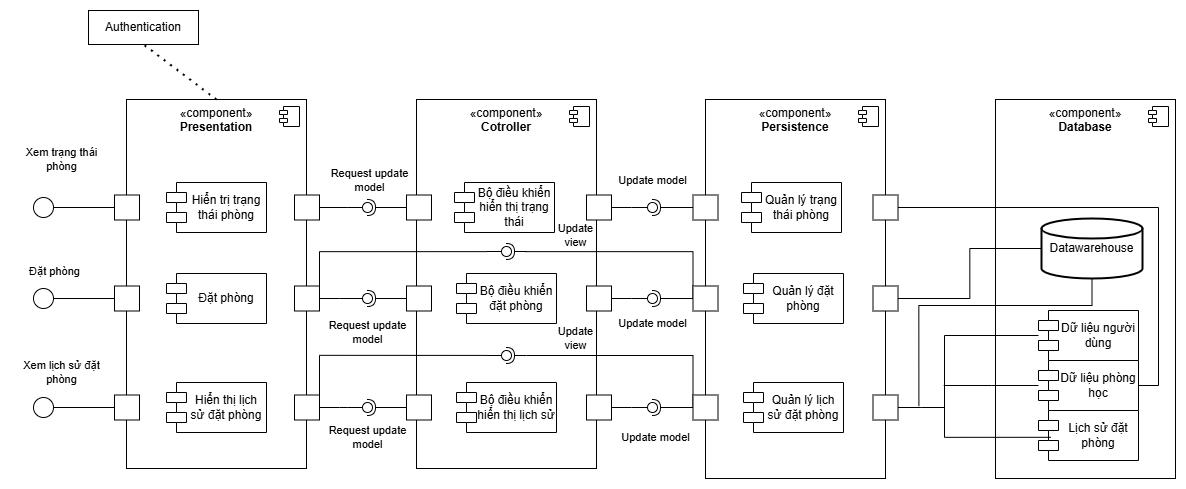 Authentication
«component»
Presentation
«component»
Cotroller
«component»
Persistence
«component»
Database
Xem trạng thái
phòng
Hiển trị trạng
thái phòng
Request update
model
Bộ điều khiển
hiển thị trạng
thái
Update model
Quản lý trạng
thái phòng
Update
view
Datawarehouse
Đặt phòng
Đặt phòng
Request update
model
Bộ điều khiển
đặt phòng
Update model
Quản lý đặt
phòng
Update
view
Dữ liệu người
dùng
Xem lịch sử đặt
phòng
Hiển thị lịch
sử đặt phòng
Request update
model
Bộ điều khiển
hiển thị lịch sử
Update model
Quản lý lịch
sử đặt phòng
Dữ liệu phòng
học
Lịch sử đặt
phòng